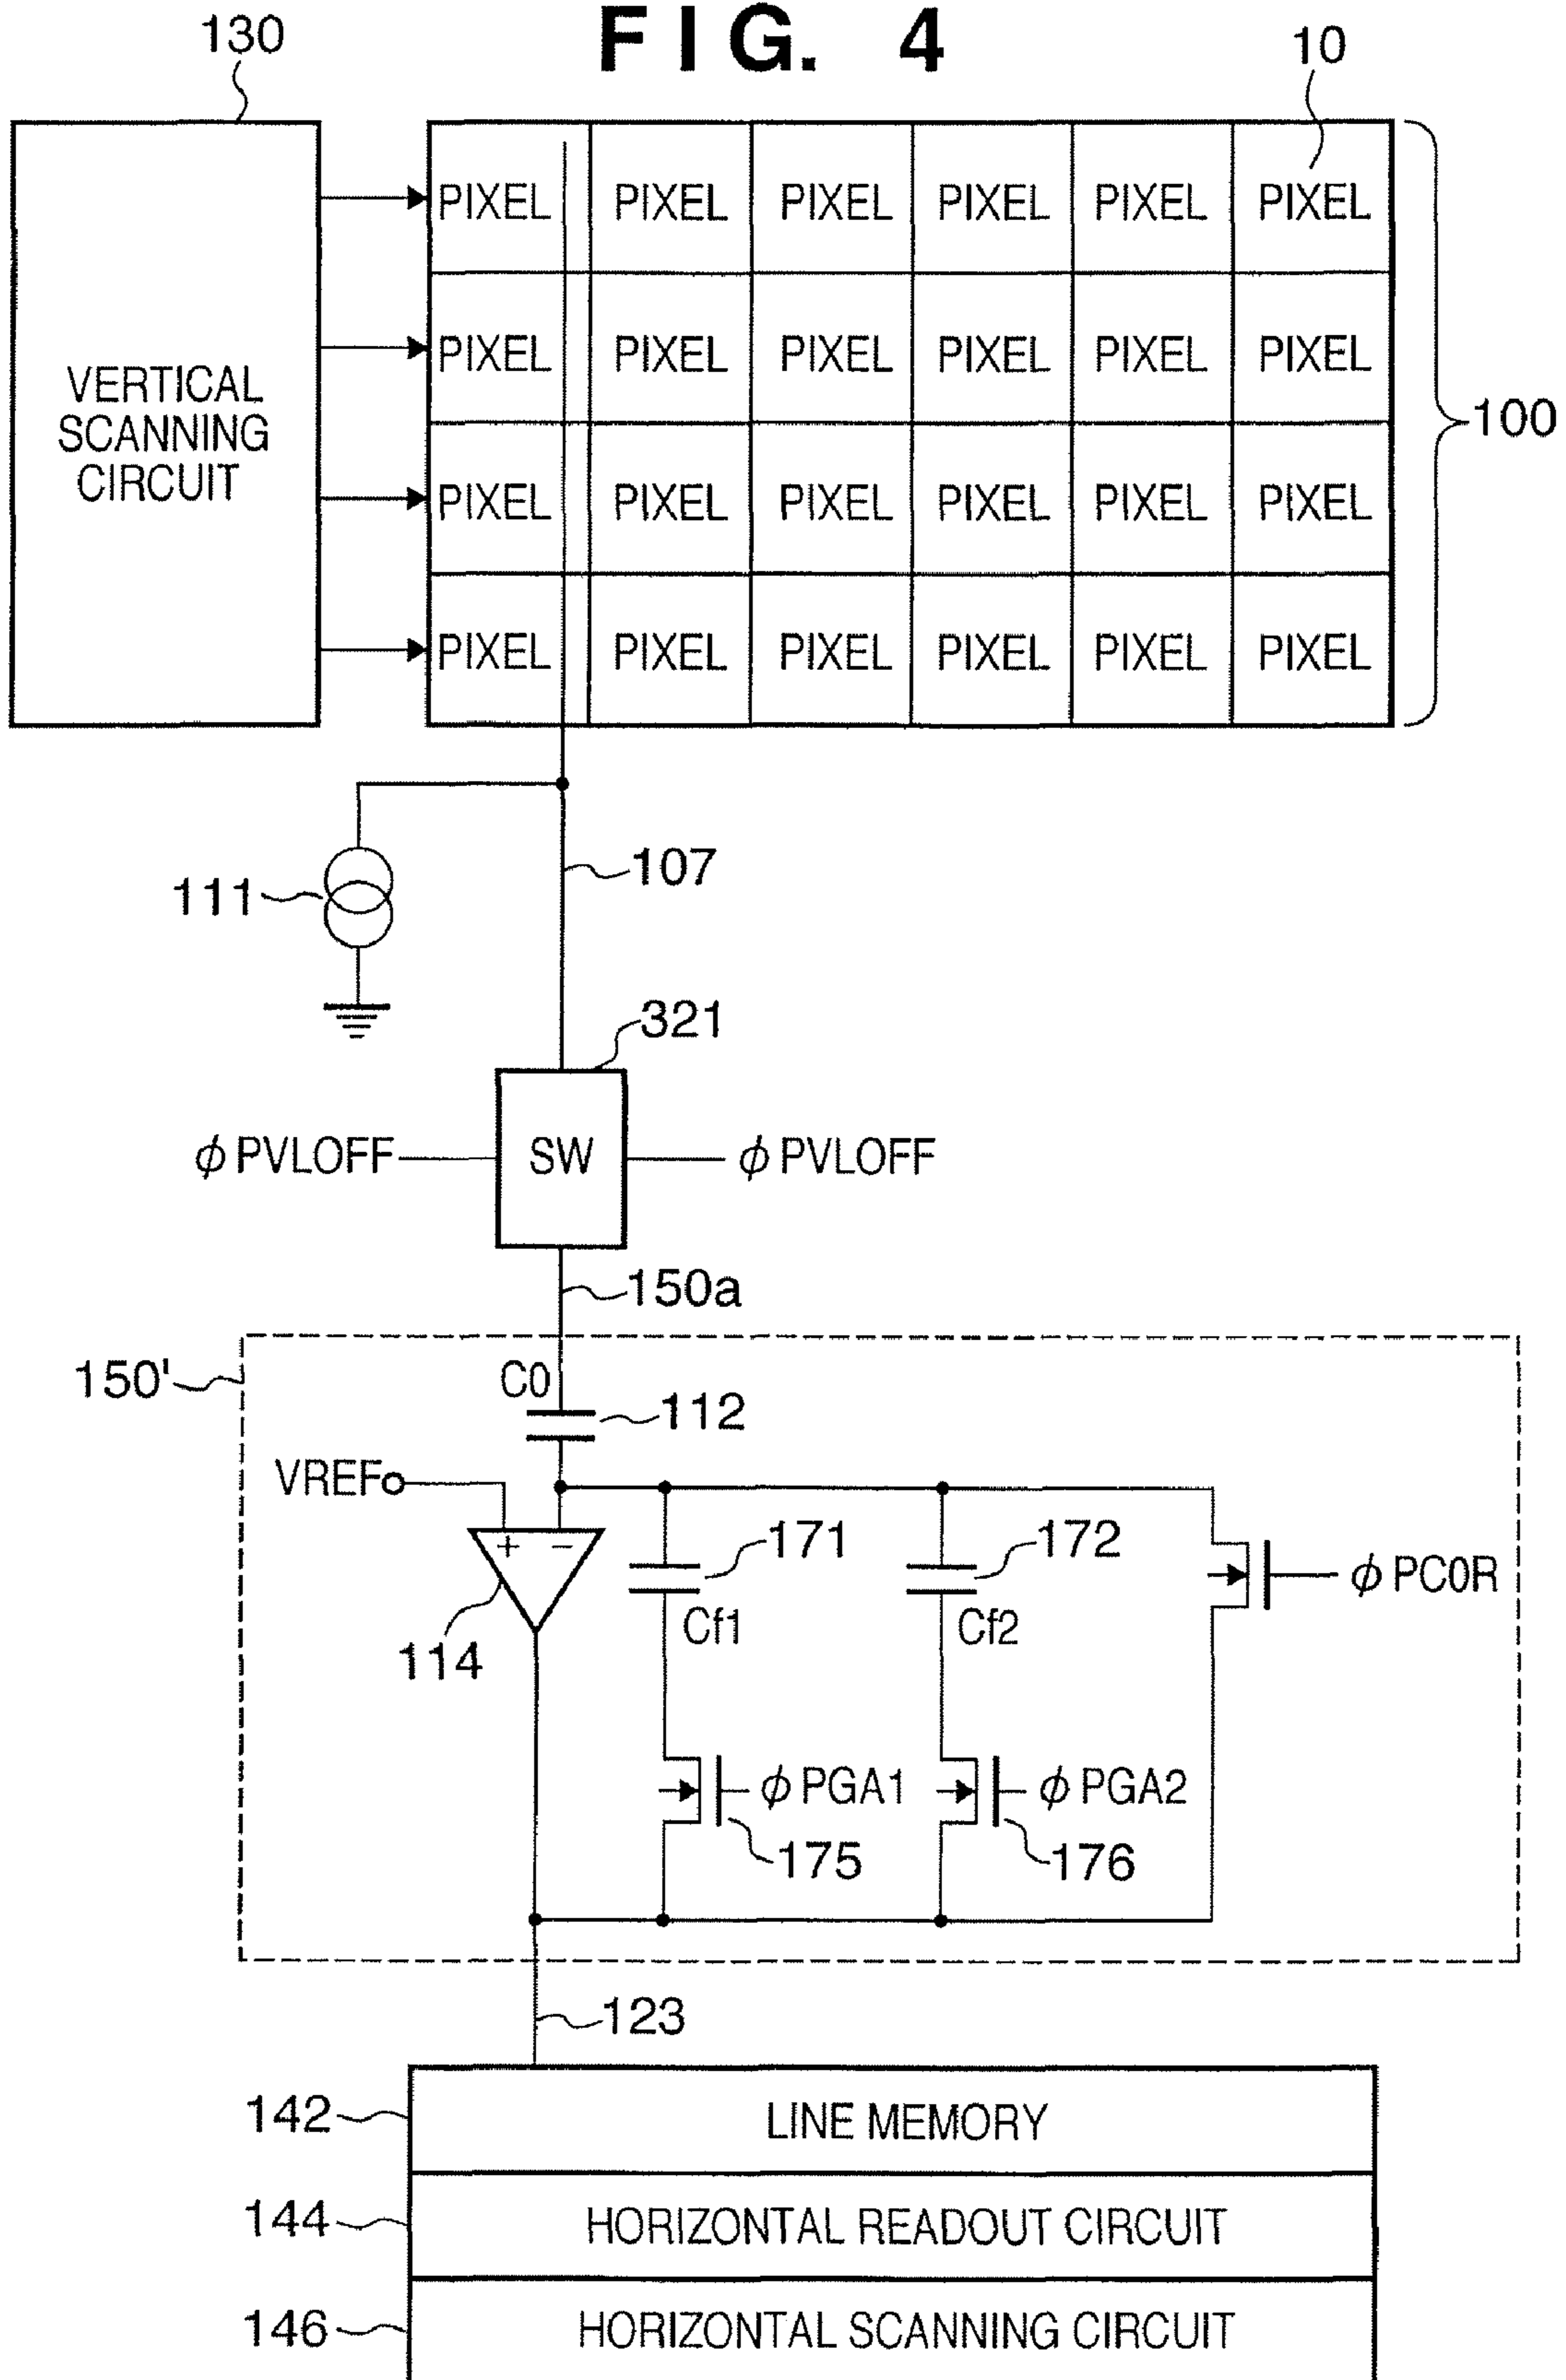 FIG. 4
130
10
PIXEL PIXEL PIXEL PIXEL PIXEL PIXEL
PIXEL PIXEL PIXEL PIXEL PIXEL PIXEL
VERTICAL
SCANNING
CIRCUIT
100
PIXEL PIXEL PIXEL PIXEL PIXEL PIXEL
PIXEL PIXEL PIXEL PIXEL PIXEL PIXEL
107
111
321
ϕ PVLOFF
SW
ϕ PVLOFF
150a
150'
C0
112
VREF
+ −
171
172
ϕ PC0R
Cf1
Cf2
114
ϕ PGA1
ϕ PGA2
175
176
123
142
LINE MEMORY
144
HORIZONTAL READOUT CIRCUIT
146
HORIZONTAL SCANNING CIRCUIT